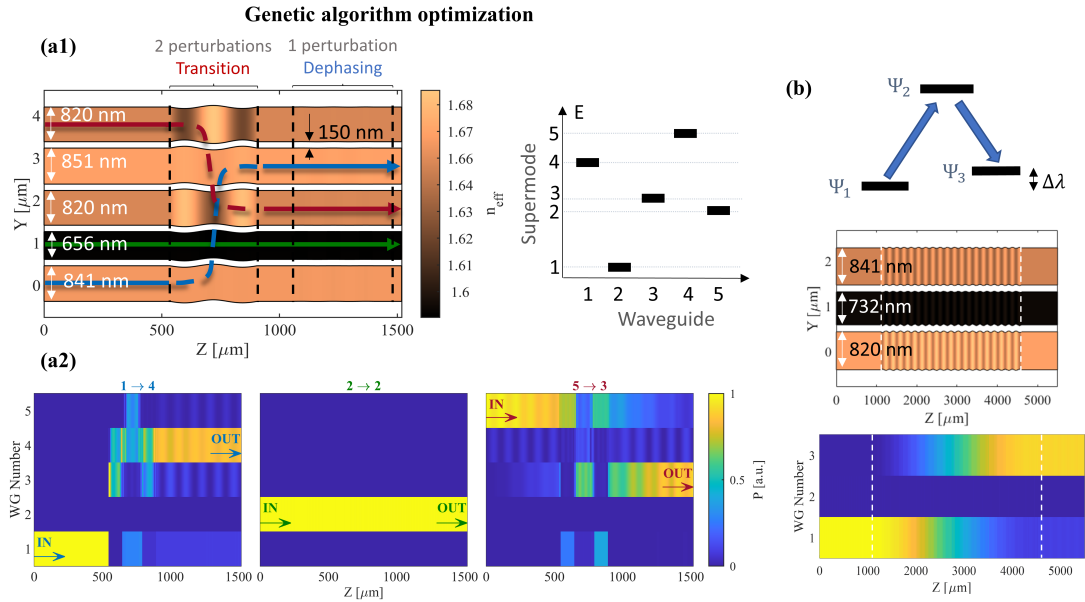 Genetic algorithm optimization
(a1)
2 perturbations
Transition
1 perturbation
Dephasing
4
3
2
1
0
Y [μm]
820 nm
851 nm
820 nm
656 nm
841 nm
150 nm
0
500
1000
1500
Z [μm]
1.68
1.67
1.66
1.65
1.64
1.63
1.62
1.61
1.6
n_eff
E
5
4
3
2
1
Supermode
1 2 3 4 5
Waveguide
(b)
Ψ₂
Ψ₁
Ψ₃
Δλ
2
1
0
Y [μm]
841 nm
732 nm
820 nm
0 1000 2000 3000 4000 5000
Z [μm]
(a2)
1 → 4
2 → 2
5 → 3
5
4
3
2
1
WG Number
IN
OUT
IN
OUT
IN
OUT
0 500 1000 1500
Z [μm]
0 500 1000 1500
Z [μm]
0 500 1000 1500
Z [μm]
1
0.5
0
P [a.u.]
3
2
1
WG Number
0 1000 2000 3000 4000 5000
Z [μm]